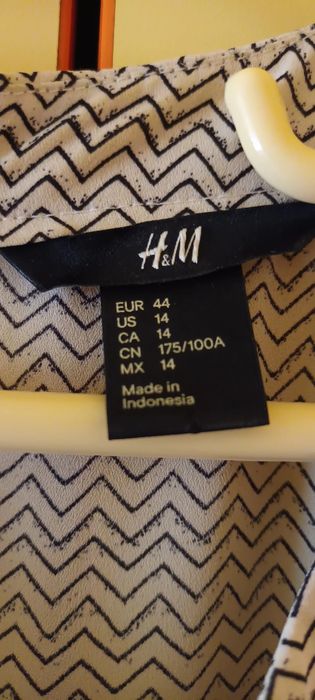 H&M
EUR 44
US 14
CA 14
CN 175/100A
MX 14
Made in
Indonesia